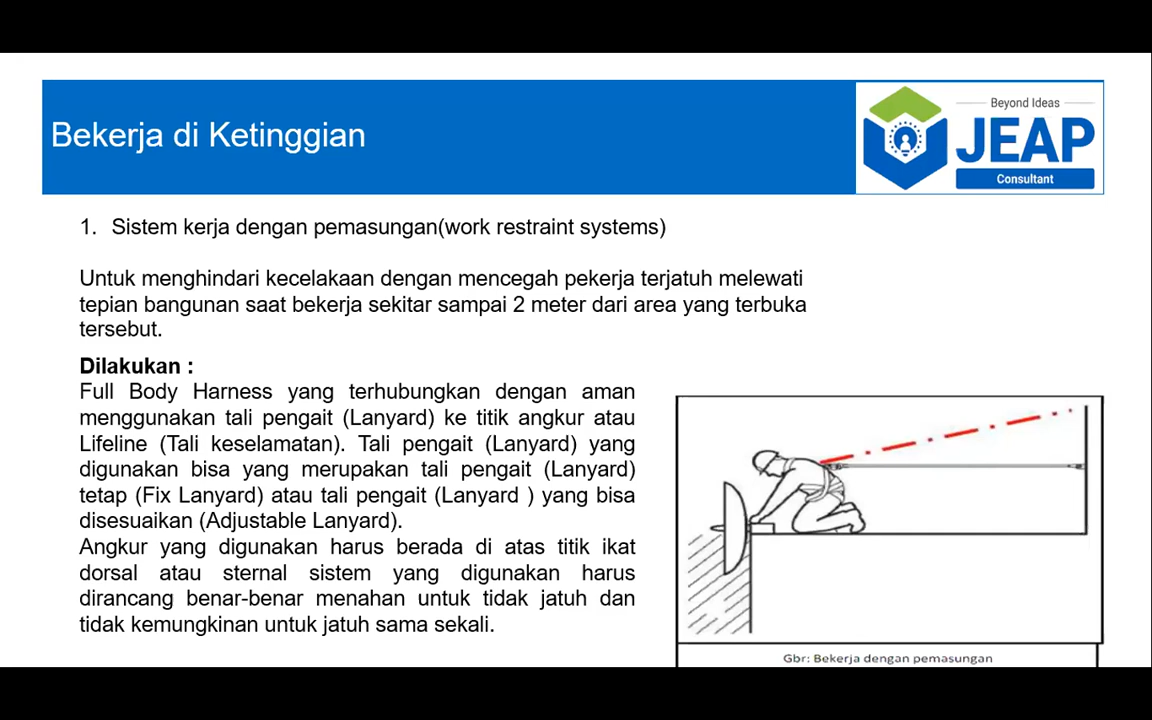 Bekerja di Ketinggian
Beyond Ideas
JEAP
Consultant
1. Sistem kerja dengan pemasungan(work restraint systems)
Untuk menghindari kecelakaan dengan mencegah pekerja terjatuh melewati
tepian bangunan saat bekerja sekitar sampai 2 meter dari area yang terbuka
tersebut.
Dilakukan :
Full Body Harness yang terhubungkan dengan aman
menggunakan tali pengait (Lanyard) ke titik angkur atau
Lifeline (Tali keselamatan). Tali pengait (Lanyard) yang
digunakan bisa yang merupakan tali pengait (Lanyard)
tetap (Fix Lanyard) atau tali pengait (Lanyard ) yang bisa
disesuaikan (Adjustable Lanyard).
Angkur yang digunakan harus berada di atas titik ikat
dorsal atau sternal sistem yang digunakan harus
dirancang benar-benar menahan untuk tidak jatuh dan
tidak kemungkinan untuk jatuh sama sekali.
Gbr: Bekerja dengan pemasungan